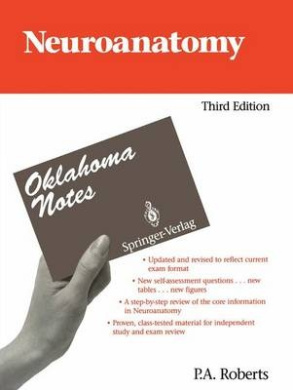 Neuroanatomy
Third Edition
Oklahoma
Notes
Springer-Verlag
• Updated and revised to reflect current
exam format
• New self-assessment questions . . . new
tables . . . new figures
• A step-by-step review of the core information
in Neuroanatomy
• Proven, class-tested material for independent
study and exam review
P.A. Roberts